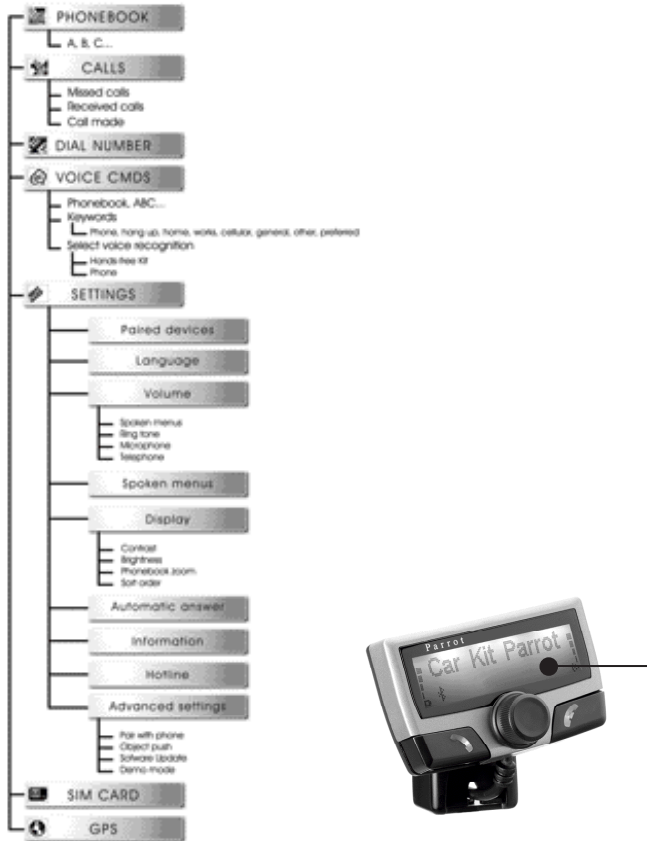 PHONEBOOK
A, B, C...
CALLS
Missed calls
Received calls
Call made
DIAL NUMBER
VOICE CMDS
Phonebook, ABC...
Keywords
Phone, hang up, home, works, cellular, general, other, preferred
Select voice recognition
Hands-free Kit
Phone
SETTINGS
Paired devices
Language
Volume
Spoken menus
Ring tone
Microphone
Telephone
Spoken menus
Display
Contrast
Brightness
Phonebook zoom
Sort order
Automatic answer
Information
Hotline
Advanced settings
Pair with phone
Object push
Software Update
Demo mode
SIM CARD
GPS
Parrot
Car Kit Parrot